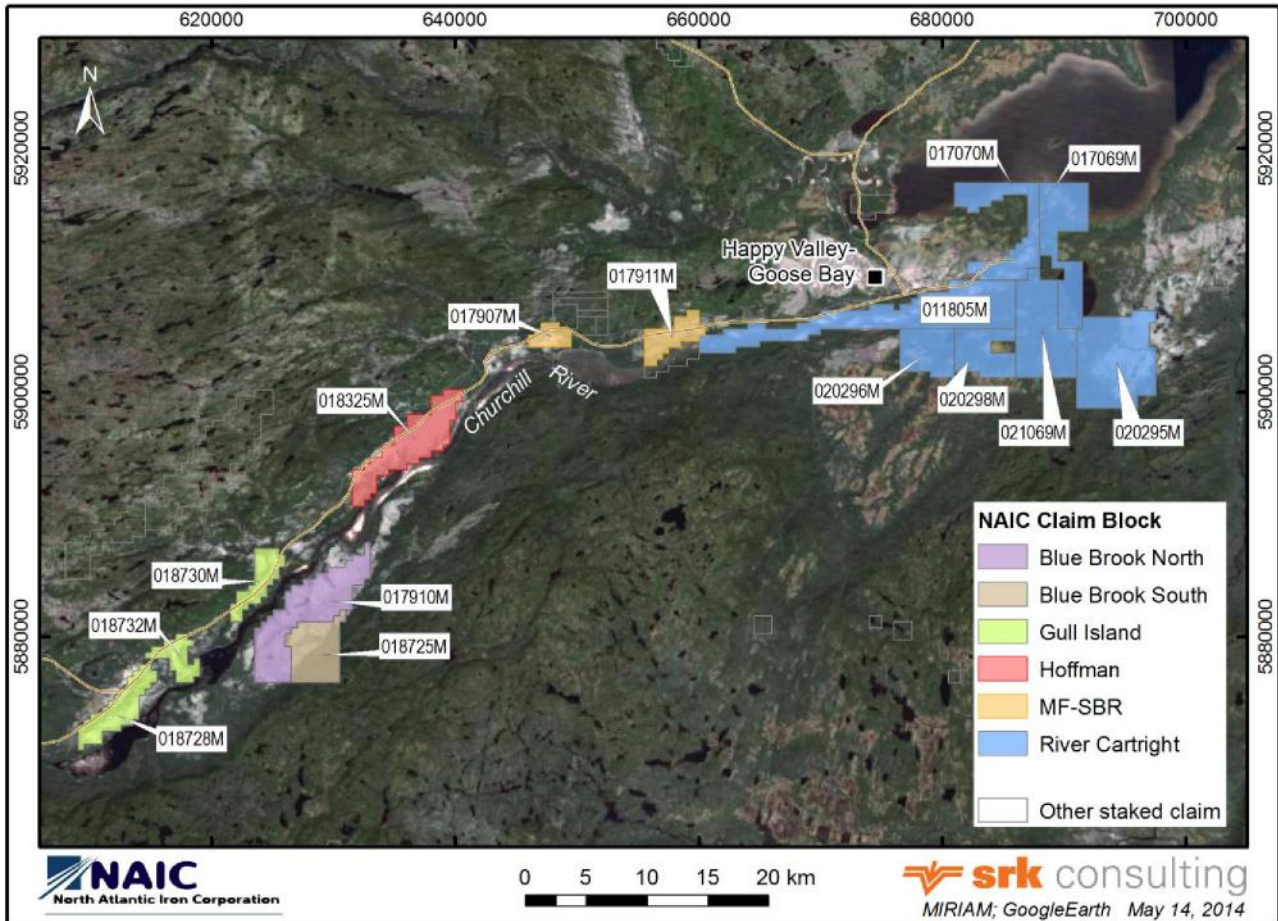 620000
640000
660000
680000
700000
N
5920000
5920000
017070M
017069M
Happy Valley-
Goose Bay
017911M
017907M
011805M
Churchill River
5900000
5900000
018325M
020296M
020298M
021069M
020295M
NAIC Claim Block
Blue Brook North
Blue Brook South
Gull Island
Hoffman
MF-SBR
River Cartright
Other staked claim
018730M
017910M
018732M
018725M
5880000
5880000
018728M
NAIC
North Atlantic Iron Corporation
0 5 10 15 20 km
srk consulting
MIRIAM; GoogleEarth May 14, 2014